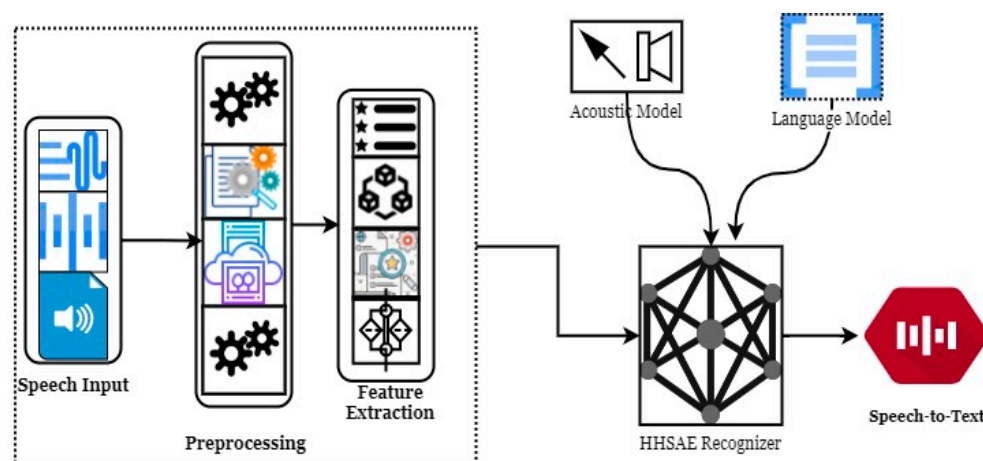 Acoustic Model
Language Model
Speech Input
Feature
Extraction
Preprocessing
HHSAE Recognizer
Speech-to-Text